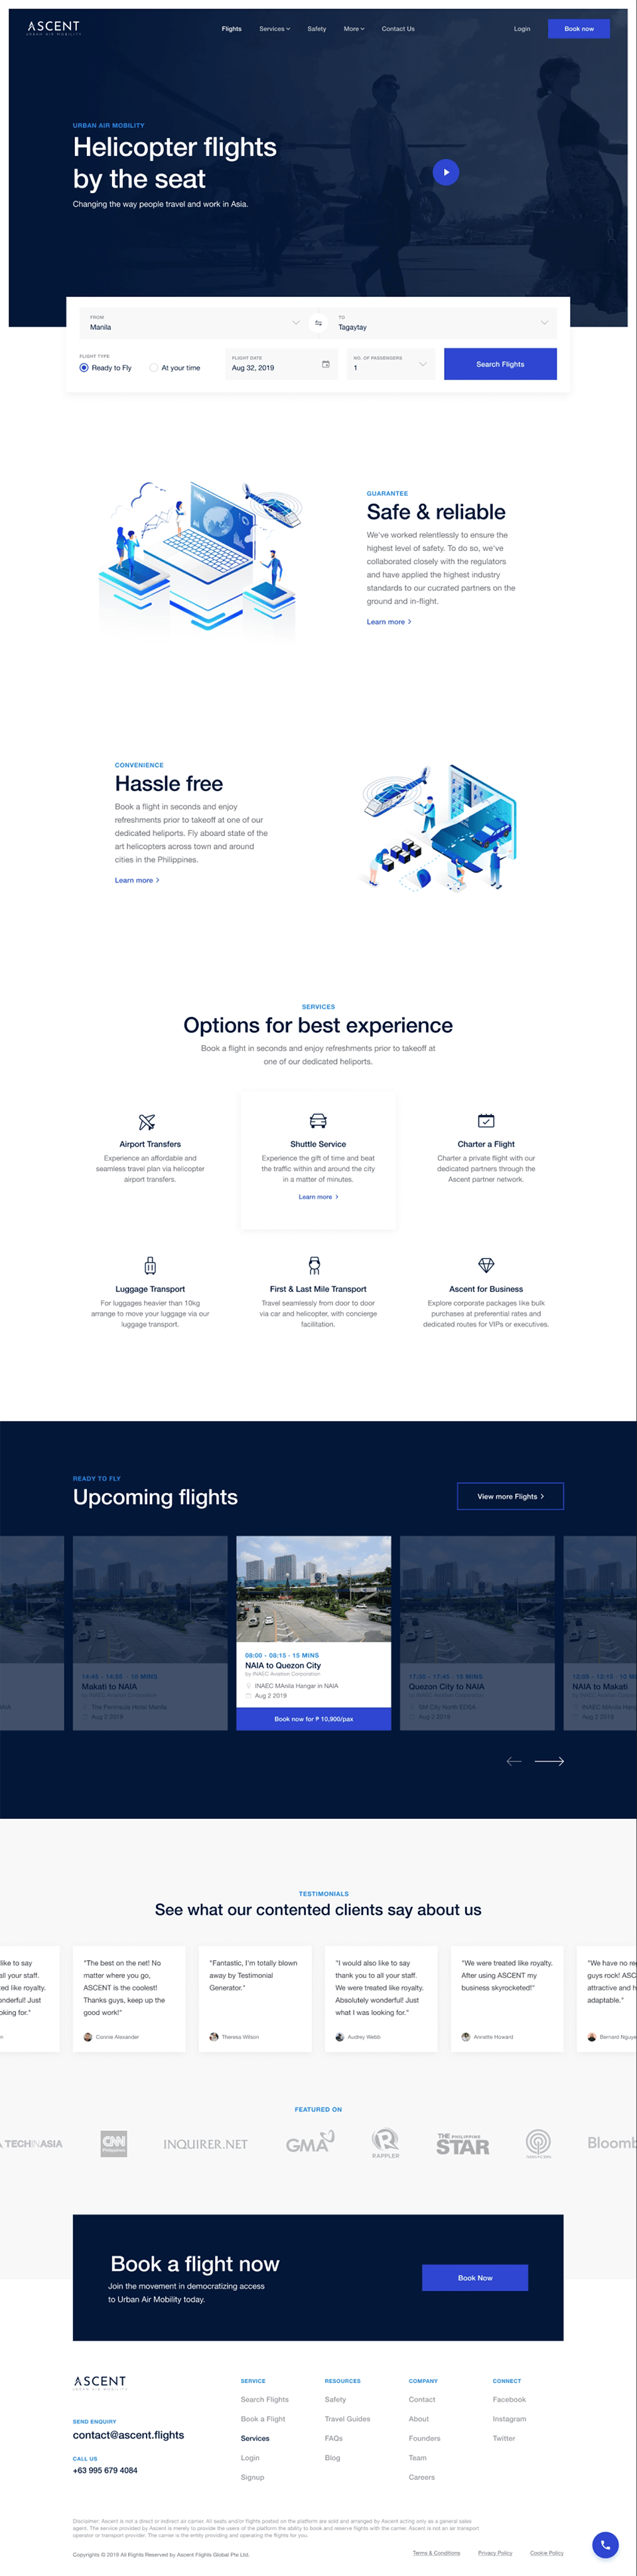 ASCENT
URBAN AIR MOBILITY
Flights
Services
Safety
More
Contact Us
Login
Book now
URBAN AIR MOBILITY
Helicopter flights
by the seat
Changing the way people travel and work in Asia.
FROM
Manila
TO
Tagaytay
FLIGHT TYPE
Ready to Fly
At your time
FLIGHT DATE
Aug 32, 2019
NO. OF PASSENGERS
1
Search Flights
GUARANTEE
Safe & reliable
We've worked relentlessly to ensure the
highest level of safety. To do so, we've
collaborated closely with the regulators
and have applied the highest industry
standards to our cucrated partners on the
ground and in-flight.
Learn more >
CONVENIENCE
Hassle free
Book a flight in seconds and enjoy
refreshments prior to takeoff at one of our
dedicated heliports. Fly aboard state of the
art helicopters across town and around
cities in the Philippines.
Learn more >
SERVICES
Options for best experience
Book a flight in seconds and enjoy refreshments prior to takeoff at
one of our dedicated heliports.
Airport Transfers
Experience an affordable and
seamless travel plan via helicopter
airport transfers.
Shuttle Service
Experience the gift of time and beat
the traffic within and around the city
in a matter of minutes.
Learn more >
Charter a Flight
Charter a private flight with our
dedicated partners through the
Ascent partner network.
Luggage Transport
For luggages heavier than 10kg
arrange to move your luggage via our
luggage transport.
First & Last Mile Transport
Travel seamlessly from door to door
via car and helicopter, with concierge
facilitation.
Ascent for Business
Explore corporate packages like bulk
purchases at preferential rates and
dedicated routes for VIPs or executives.
READY TO FLY
Upcoming flights
View more Flights >
14:45 - 14:55 · 10 MINS
Makati to NAIA
by INAEC Aviation Corporation
The Peninsula Hotel Manila
Aug 2 2019
08:00 - 08:15 · 15 MINS
NAIA to Quezon City
by INAEC Aviation Corporation
INAEC MAnila Hangar in NAIA
Aug 2 2019
Book now for ₱ 10,900/pax
17:30 - 17:45 · 15 MINS
Quezon City to NAIA
by INAEC Aviation Corporation
SM City North EDSA
Aug 2 2019
NAIA to Makati
INAEC MAnila Hang
Aug 2 2019
TESTIMONIALS
See what our contented clients say about us
like to say
all your staff.
ted like royalty.
onderful! Just
oking for."
"The best on the net! No
matter where you go,
ASCENT is the coolest!
Thanks guys, keep up the
good work!"
Connie Alexander
"Fantastic, I'm totally blown
away by Testimonial
Generator."
Theresa Wilson
"I would also like to say
thank you to all your staff.
We were treated like royalty.
Absolutely wonderful! Just
what I was looking for."
Audrey Webb
"We were treated like royalty.
After using ASCENT my
business skyrocketed!"
Annette Howard
"We have no re
guys rock! ASC
attractive and h
adaptable."
Bernard Nguye
FEATURED ON
TECHINASIA
CNN
Philippines
INQUIRER.NET
GMA
RAPPLER
THE PHILIPPINE
STAR
ABS-CBN
Bloomb
Book a flight now
Join the movement in democratizing access
to Urban Air Mobility today.
Book Now
ASCENT
URBAN AIR MOBILITY
SEND ENQUIRY
contact@ascent.flights
CALL US
+63 995 679 4084
SERVICE
Search Flights
Book a Flight
Services
Login
Signup
RESOURCES
Safety
Travel Guides
FAQs
Blog
COMPANY
Contact
About
Founders
Team
Careers
CONNECT
Facebook
Instagram
Twitter
Disclaimer: Ascent is not a direct or indirect air carrier. All seats and/or flights posted on the platform are sold and arranged by Ascent acting only as a general sales
agent. The service provided by Ascent is merely to provide the users of the platform the ability to book and reserve flights with the carrier. Ascent is not an air transport
operator or transport provider. The carrier is the entity providing and operating the flights for you.
Copyrights © 2019 All Rights Reserved by Ascent Flights Global Pte Ltd.
Terms & Conditions
Privacy Policy
Cookie Policy